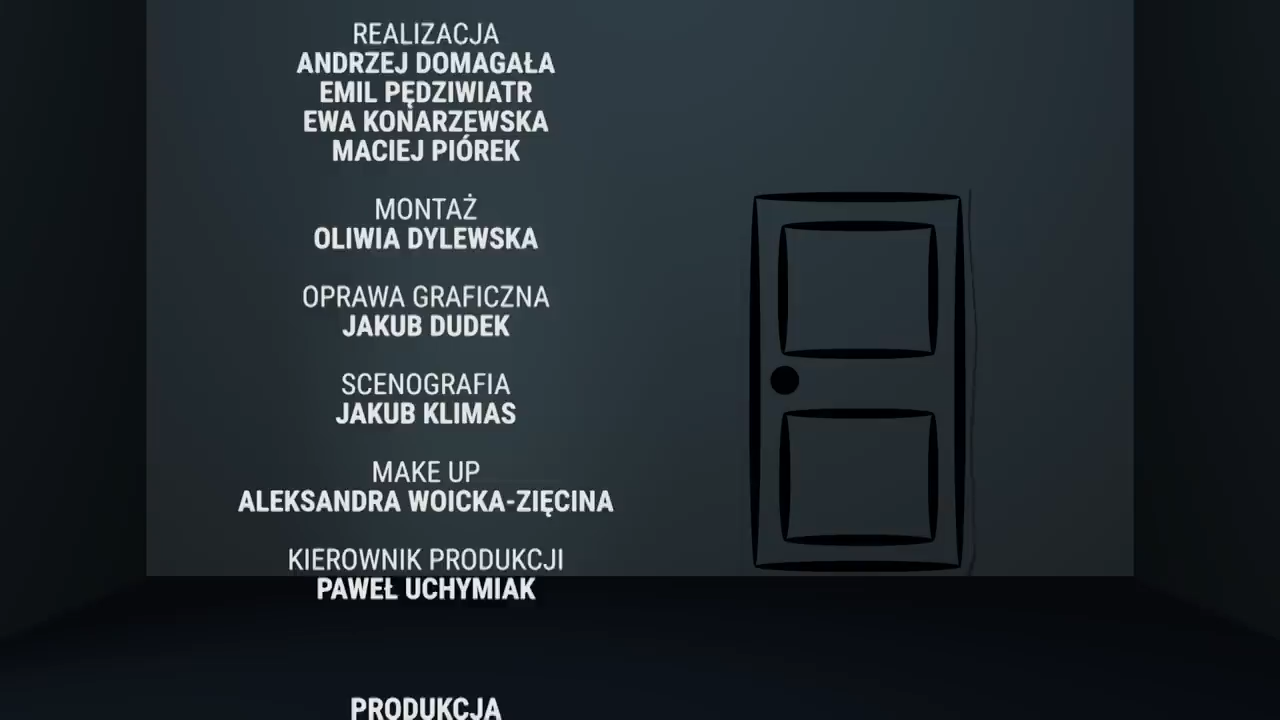 REALIZACJA
ANDRZEJ DOMAGAŁA
EMIL PĘDZIWIATR
EWA KONARZEWSKA
MACIEJ PIÓREK
MONTAŻ
OLIWIA DYLEWSKA
OPRAWA GRAFICZNA
JAKUB DUDEK
SCENOGRAFIA
JAKUB KLIMAS
MAKE UP
ALEKSANDRA WOICKA-ZIĘCINA
KIEROWNIK PRODUKCJI
PAWEŁ UCHYMIAK
PRODUKCJA